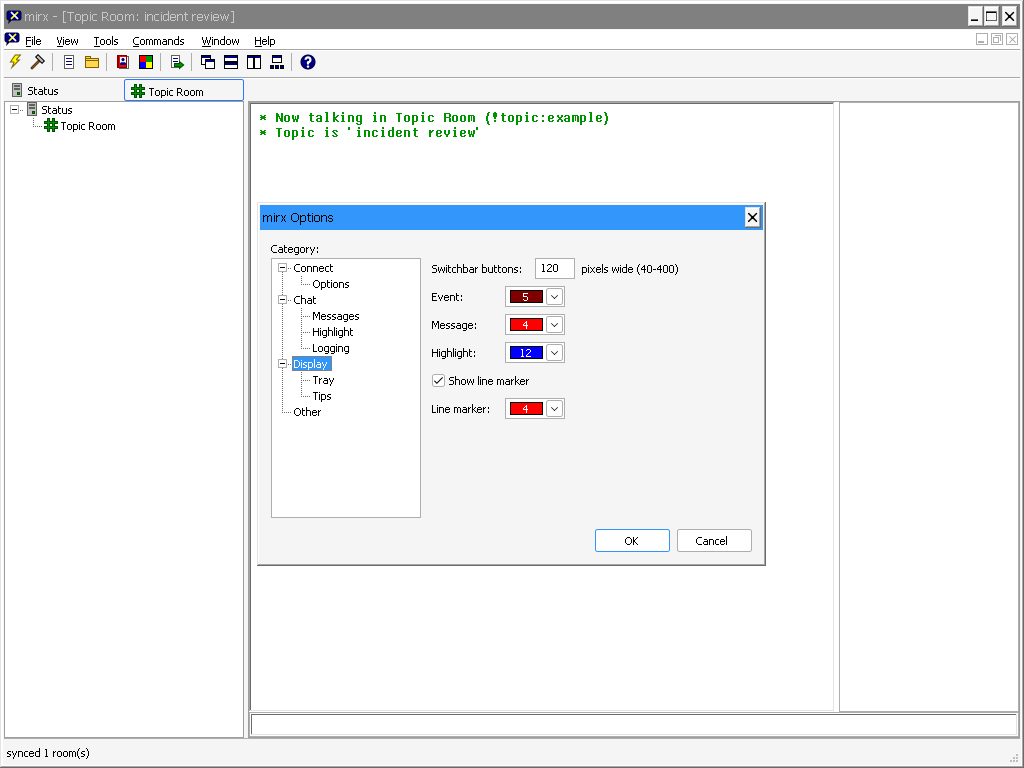 mirx - [Topic Room: incident review]
File View Tools Commands Window Help
Status Topic Room
Status
Topic Room
* Now talking in Topic Room (!topic:example)
* Topic is 'incident review'
mirx Options
Category:
Connect
Options
Chat
Messages
Highlight
Logging
Display
Tray
Tips
Other
Switchbar buttons: 120 pixels wide (40-400)
Event: 5
Message: 4
Highlight: 12
Show line marker
Line marker: 4
OK Cancel
synced 1 room(s)